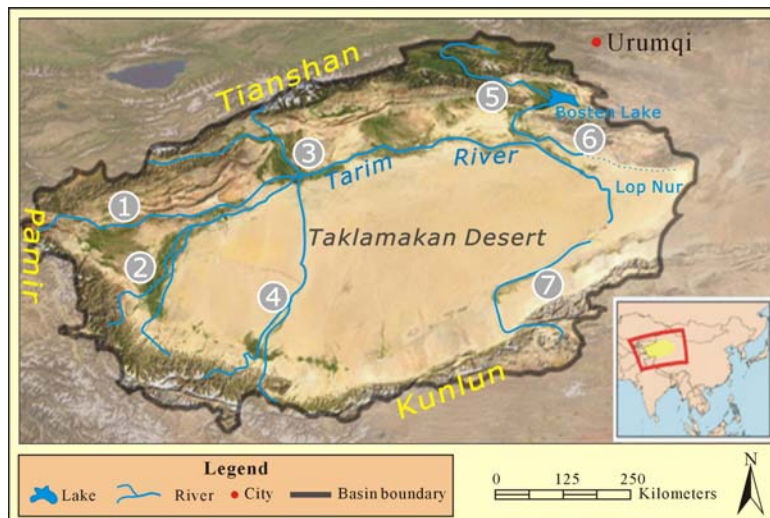 Urumqi
Tianshan
5
Bosten Lake
6
3
Tarim River
Lop Nur
1
Pamir
Taklamakan Desert
2
4
7
Kunlun
Legend
Lake River City Basin boundary
0 125 250
Kilometers
N